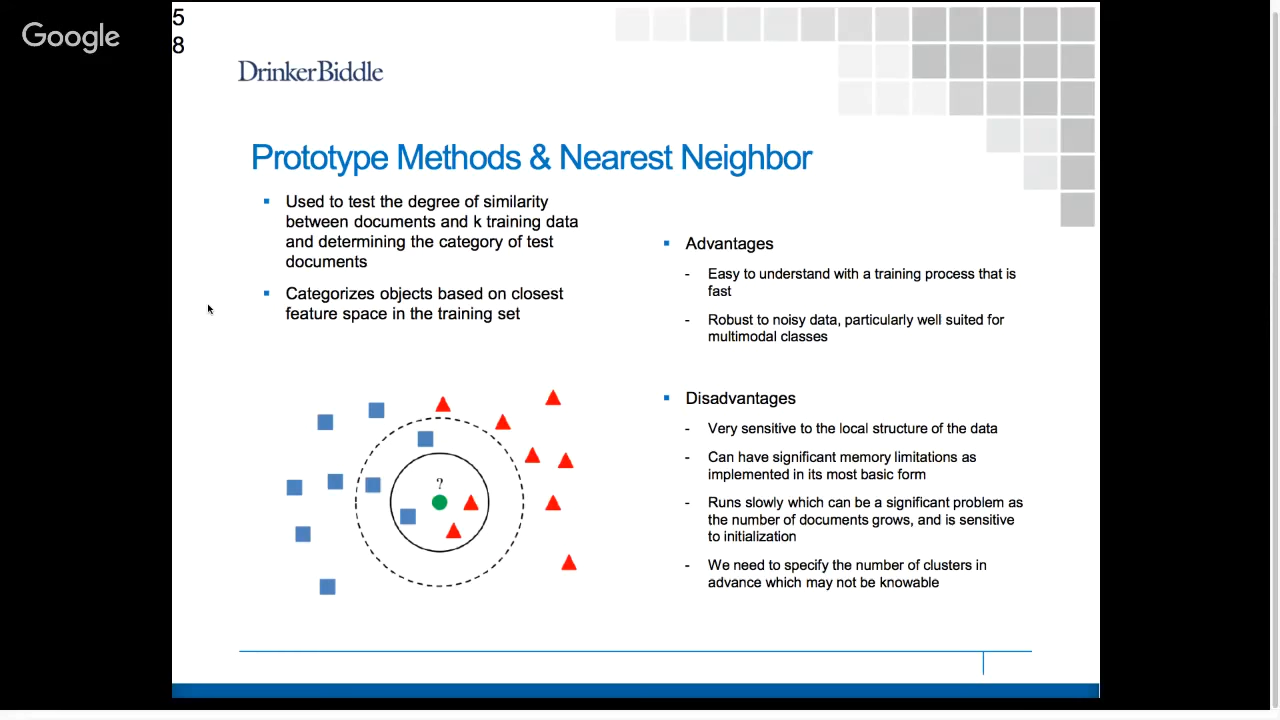 Google
5
8
DrinkerBiddle
Prototype Methods & Nearest Neighbor
▪ Used to test the degree of similarity
between documents and k training data
and determining the category of test
documents
▪ Categorizes objects based on closest
feature space in the training set
?
▪ Advantages
- Easy to understand with a training process that is
fast
- Robust to noisy data, particularly well suited for
multimodal classes
▪ Disadvantages
- Very sensitive to the local structure of the data
- Can have significant memory limitations as
implemented in its most basic form
- Runs slowly which can be a significant problem as
the number of documents grows, and is sensitive
to initialization
- We need to specify the number of clusters in
advance which may not be knowable